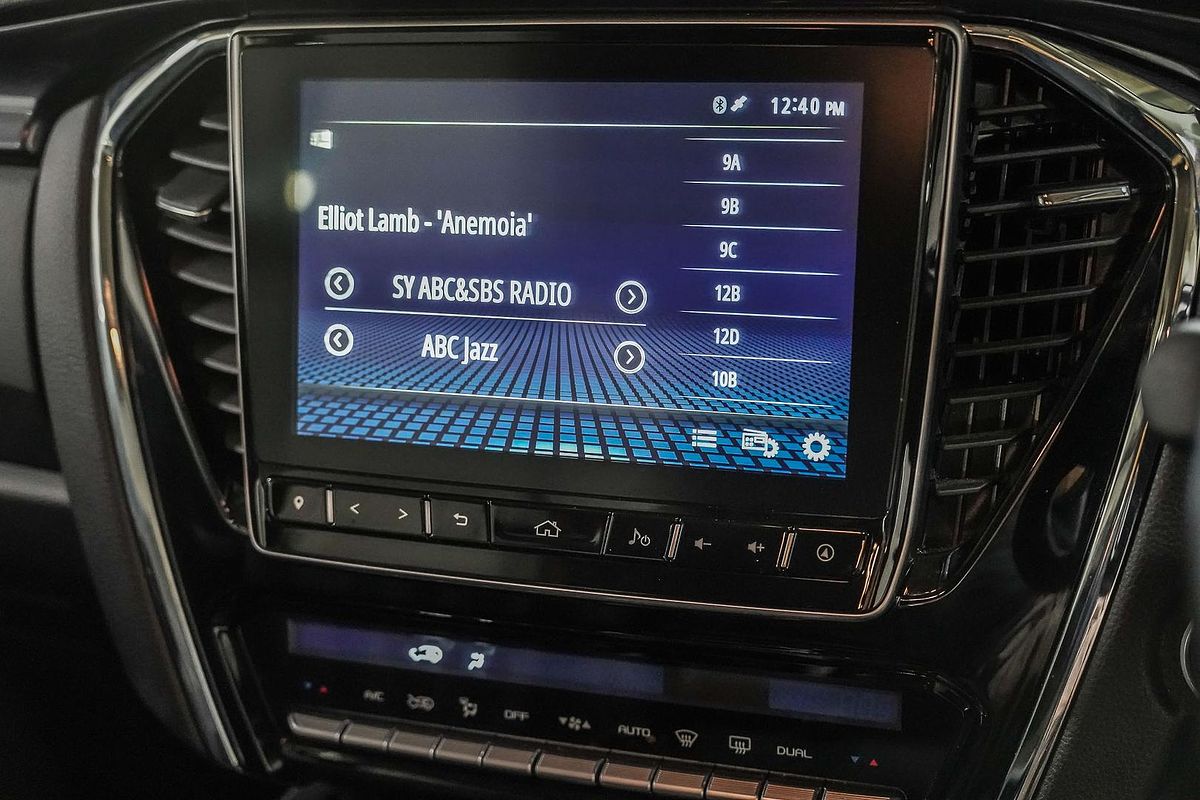 12:40 PM
9A
9B
Elliot Lamb - 'Anemoia'
9C
SY ABC&SBS RADIO
12B
12D
ABC Jazz
10B
A/C
OFF
AUTO
DUAL